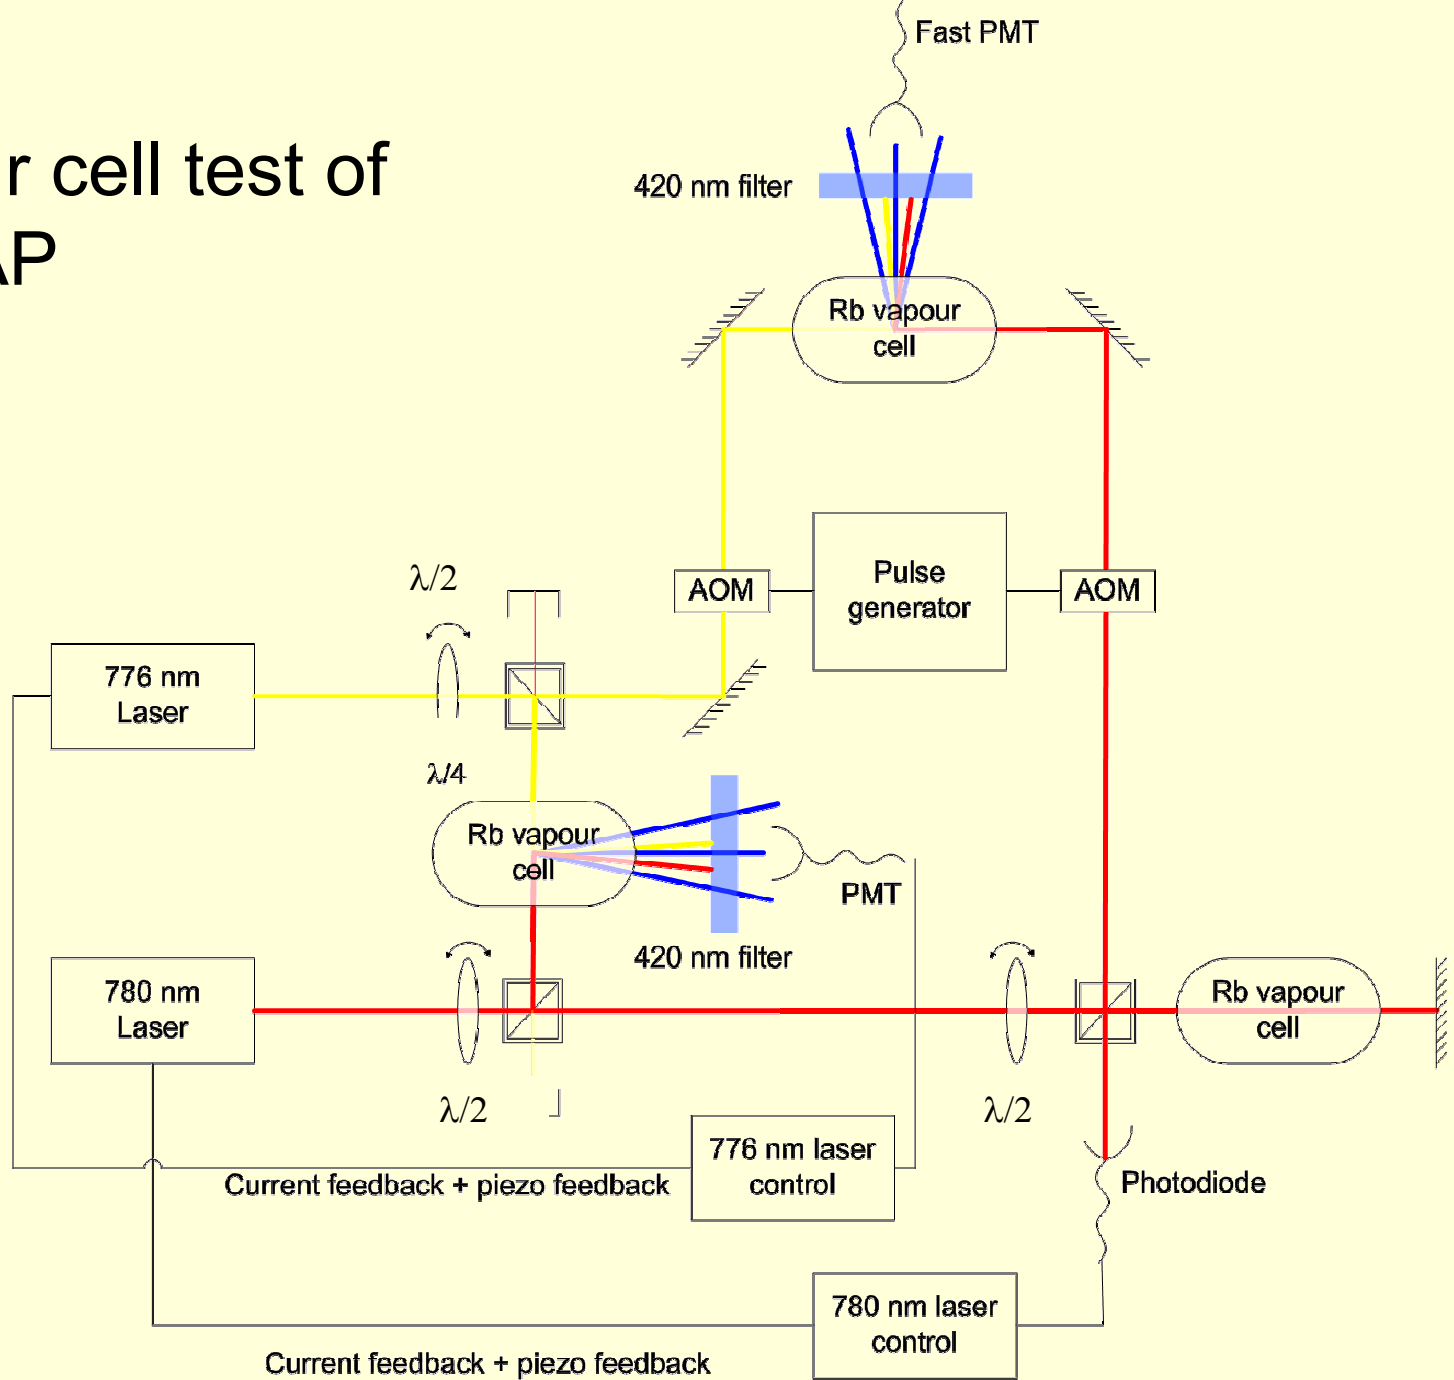 Fast PMT
r cell test of
AP
420 nm filter
Rb vapour
cell
λ/2
AOM
Pulse
generator
AOM
776 nm
Laser
λ/4
Rb vapour
cell
PMT
420 nm filter
780 nm
Laser
Rb vapour
cell
λ/2
λ/2
776 nm laser
control
Current feedback + piezo feedback
Photodiode
780 nm laser
control
Current feedback + piezo feedback